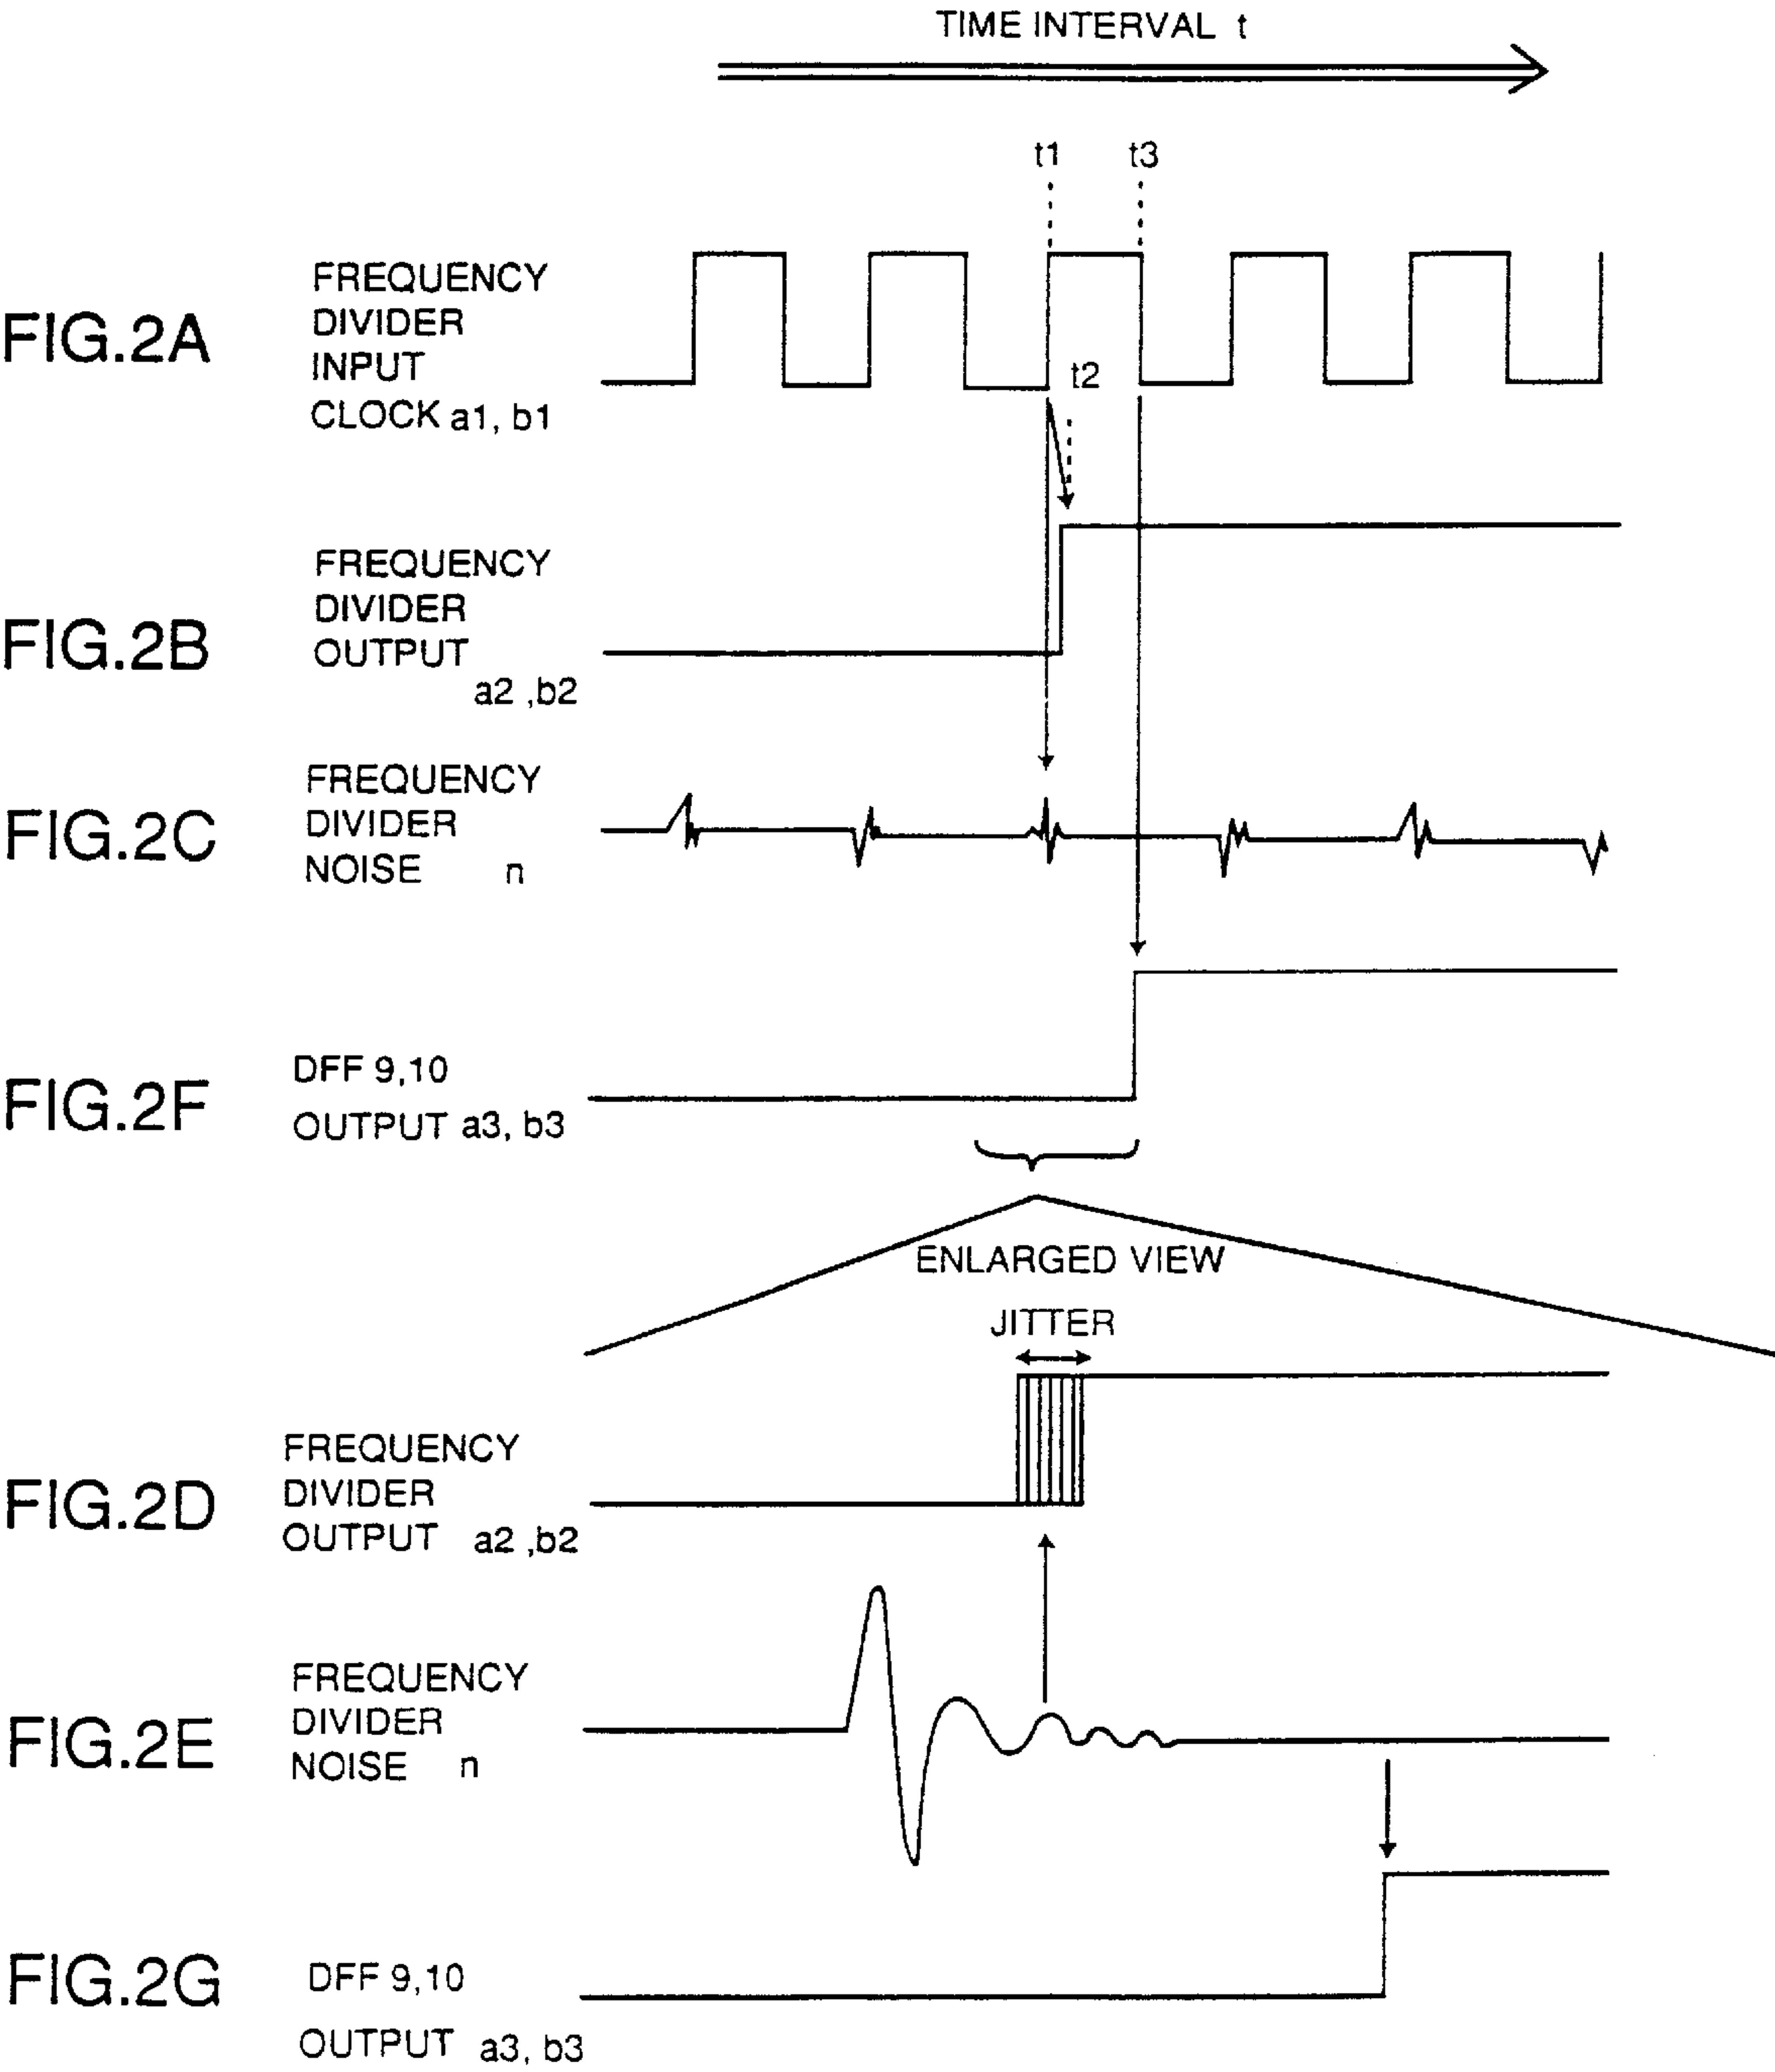 TIME INTERVAL t
t1
t3
FIG.2A
FREQUENCY
DIVIDER
INPUT
CLOCK a1, b1
t2
FIG.2B
FREQUENCY
DIVIDER
OUTPUT
a2 ,b2
FIG.2C
FREQUENCY
DIVIDER
NOISE n
FIG.2F
DFF 9,10
OUTPUT a3, b3
ENLARGED VIEW
JITTER
FIG.2D
FREQUENCY
DIVIDER
OUTPUT a2 ,b2
FIG.2E
FREQUENCY
DIVIDER
NOISE n
FIG.2G
DFF 9,10
OUTPUT a3, b3